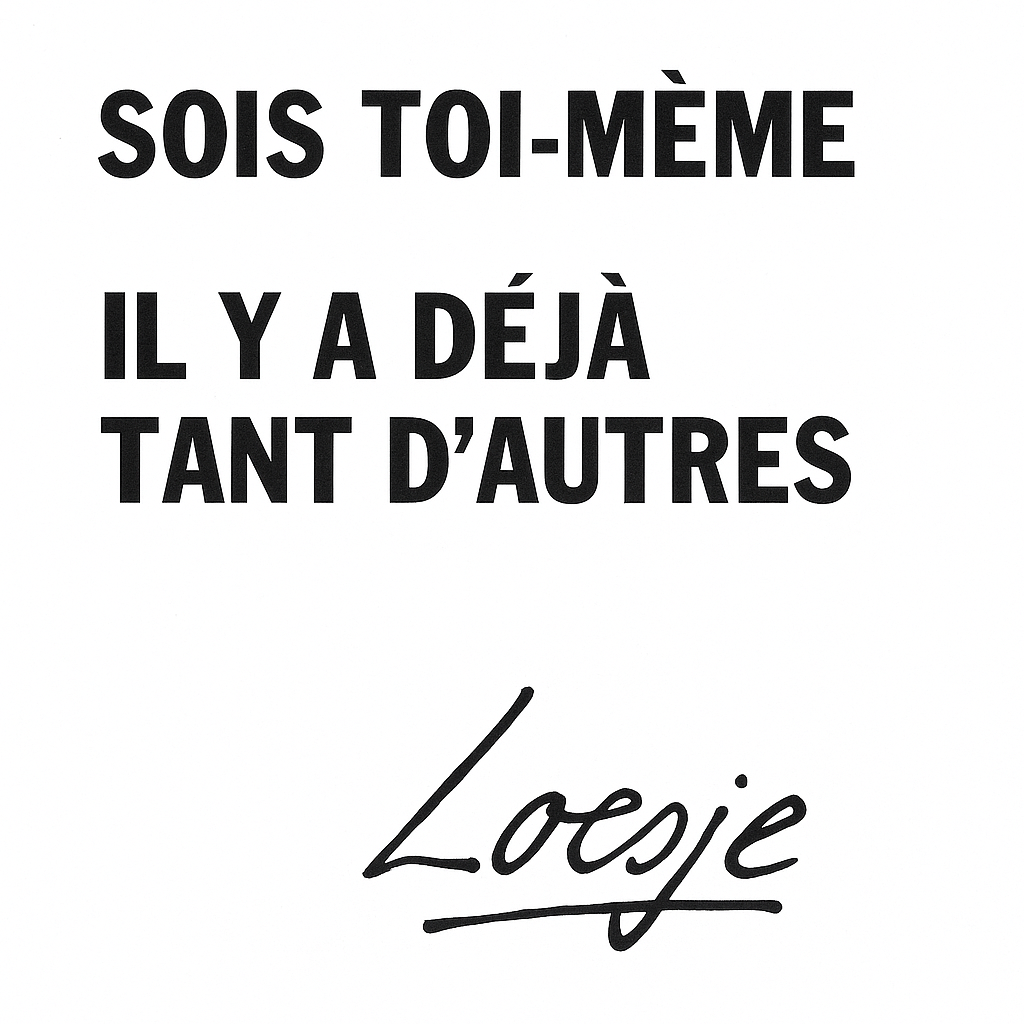 SOIS TOI-MÈME
IL Y A DÉJÀ
TANT D’AUTRES
Loesje